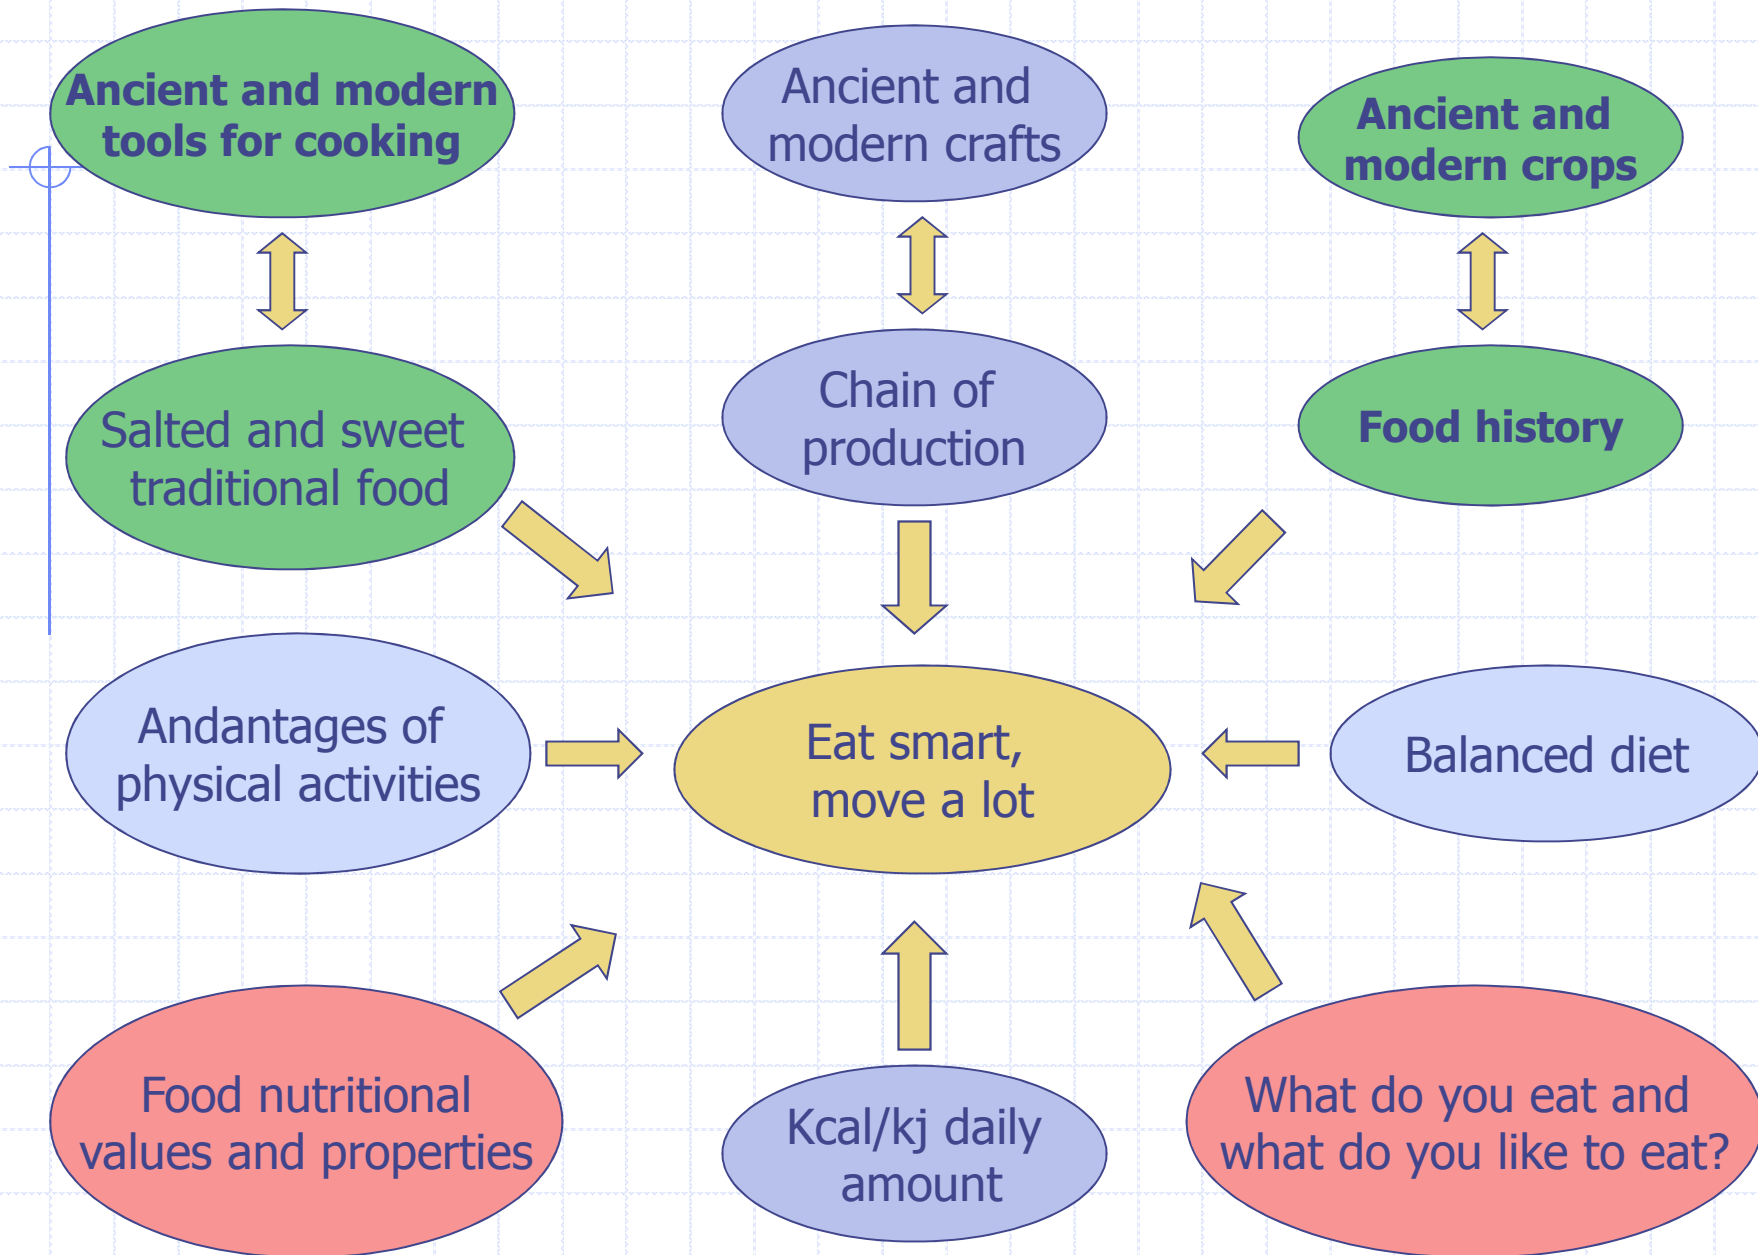 Ancient and modern
tools for cooking
Ancient and
modern crafts
Ancient and
modern crops
Salted and sweet
traditional food
Chain of
production
Food history
Andantages of
physical activities
Eat smart,
move a lot
Balanced diet
Food nutritional
values and properties
Kcal/kj daily
amount
What do you eat and
what do you like to eat?